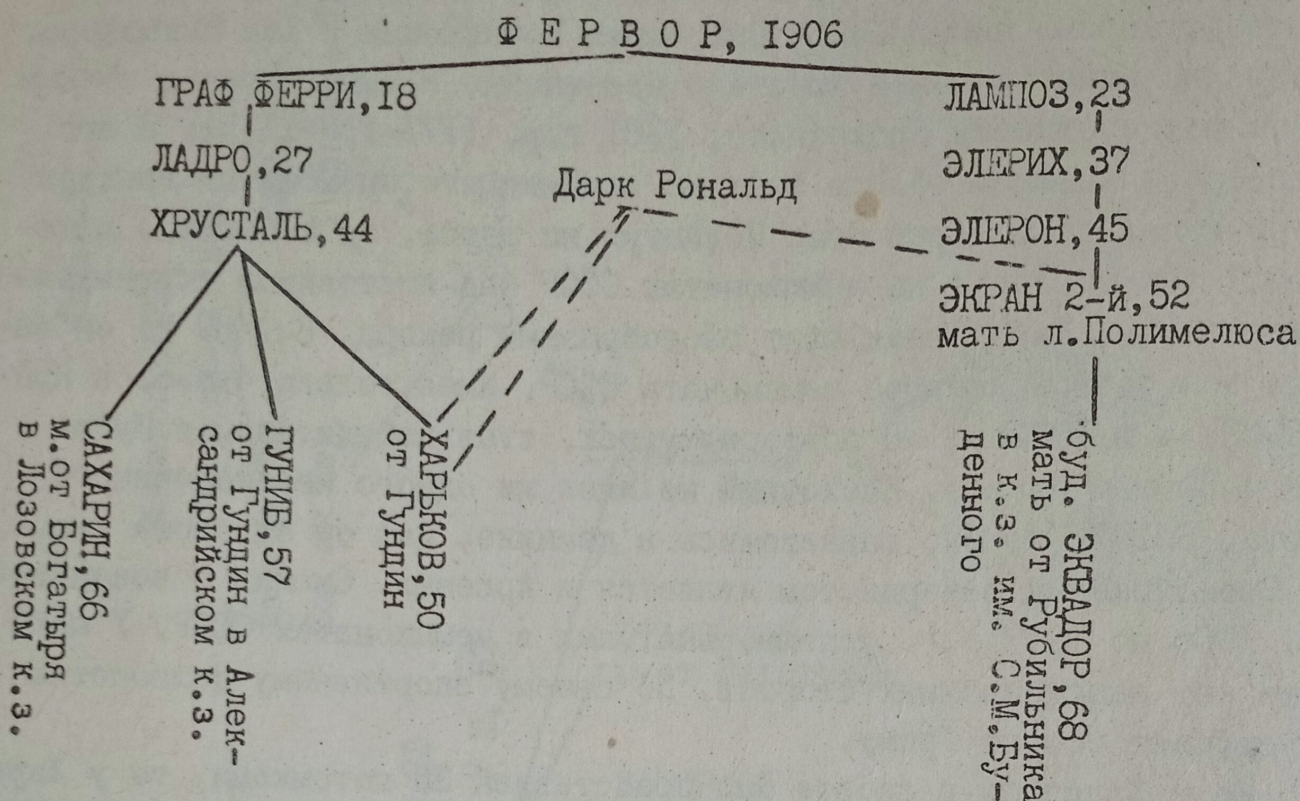 ФЕРВОР, 1906
ГРАФ ФЕРРИ, 18
ЛАМПОЗ, 23
ЛАДРО, 27
ЭЛЕРИХ, 37
Дарк Рональд
ХРУСТАЛЬ, 44
ЭЛЕРОН, 45
ЭКРАН 2-й, 52
мать л.Полимелюса
САХАРИН, 66
м.от Богатыря
в Лозовском к.з.
ГУНИБ, 57
от Гундин в Алек-
сандрийском к.з.
ХАРЬКОВ, 50
от Гундин
буд. ЭКВАДОР, 68
мать от Рубильника
в к.з. им. С.М.Бу-
денного